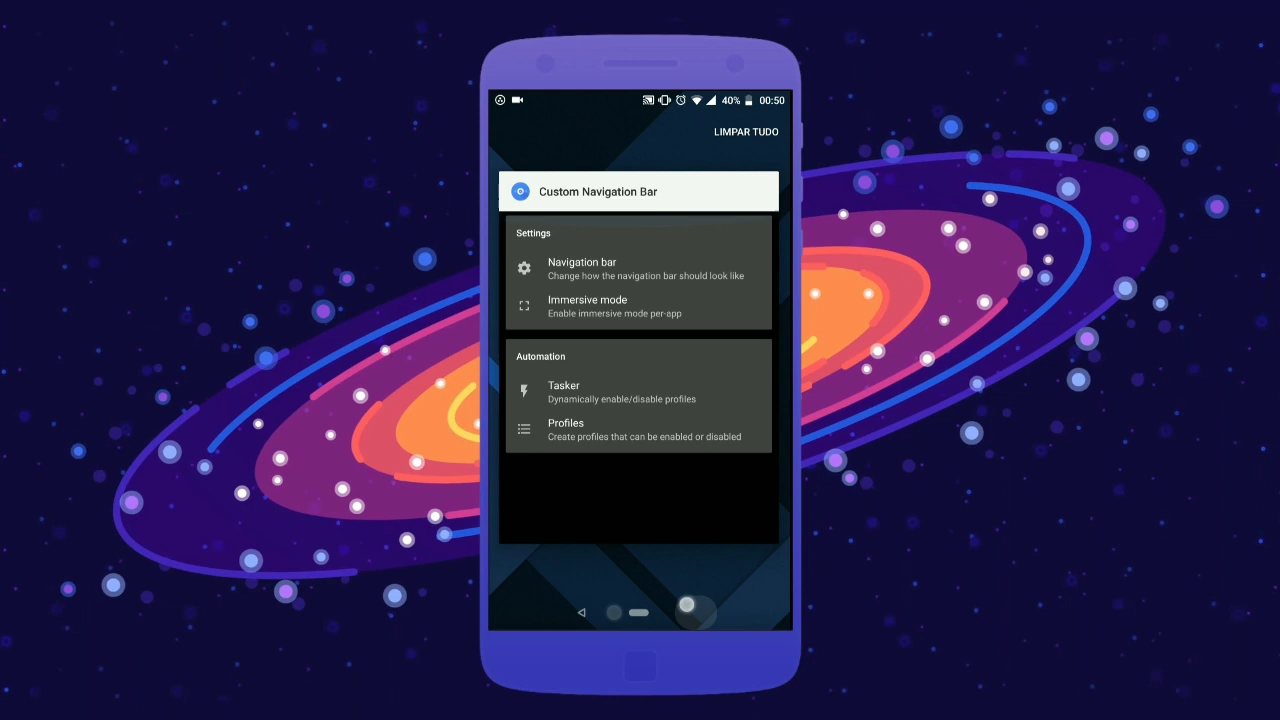 40% 00:50
LIMPAR TUDO
Custom Navigation Bar
Settings
Navigation bar
Change how the navigation bar should look like
Immersive mode
Enable immersive mode per-app
Automation
Tasker
Dynamically enable/disable profiles
Profiles
Create profiles that can be enabled or disabled